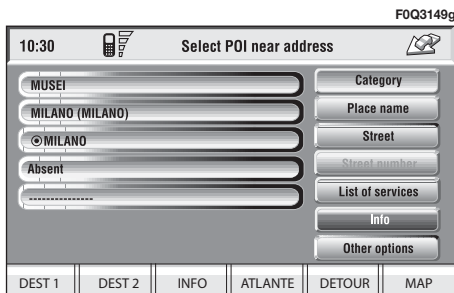 F0Q3149g
10:30 Select POI near address
MUSEI
MILANO (MILANO)
MILANO
Absent
----------------
Category
Place name
Street
Street number
List of services
Info
Other options
DEST 1 DEST 2 INFO ATLANTE DETOUR MAP